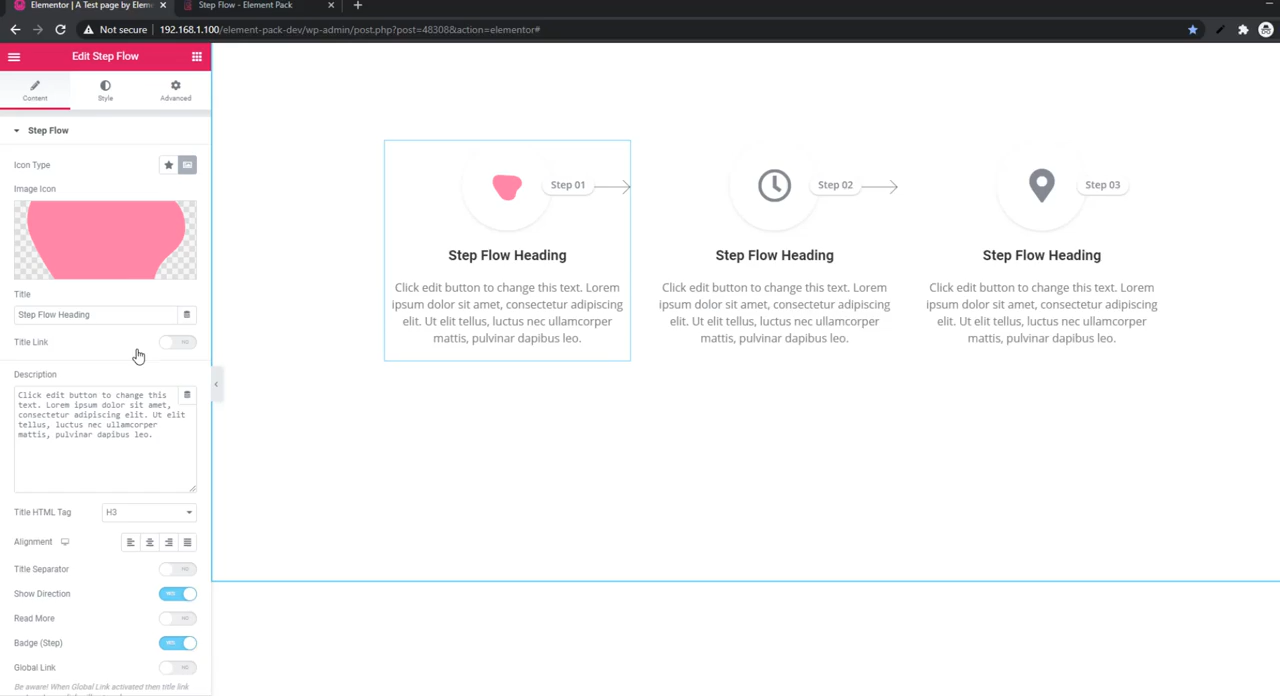 Elementor | A Test page by Eleme
Step Flow - Element Pack
Not secure | 192.168.1.100/element-pack-dev/wp-admin/post.php?post=48308&action=elementor#
Edit Step Flow
Content
Style
Advanced
Step Flow
Icon Type
Image Icon
Title
Step Flow Heading
Title Link
NO
Description
Click edit button to change this
text. Lorem ipsum dolor sit amet,
consectetur adipiscing elit. Ut elit
tellus, luctus nec ullamcorper
mattis, pulvinar dapibus leo.
Title HTML Tag
H3
Alignment
Title Separator
NO
Show Direction
YES
Read More
NO
Badge (Step)
YES
Global Link
NO
Be aware! When Global Link activated then title link
Step 01
Step Flow Heading
Click edit button to change this text. Lorem
ipsum dolor sit amet, consectetur adipiscing
elit. Ut elit tellus, luctus nec ullamcorper
mattis, pulvinar dapibus leo.
Step 02
Step Flow Heading
Click edit button to change this text. Lorem
ipsum dolor sit amet, consectetur adipiscing
elit. Ut elit tellus, luctus nec ullamcorper
mattis, pulvinar dapibus leo.
Step 03
Step Flow Heading
Click edit button to change this text. Lorem
ipsum dolor sit amet, consectetur adipiscing
elit. Ut elit tellus, luctus nec ullamcorper
mattis, pulvinar dapibus leo.